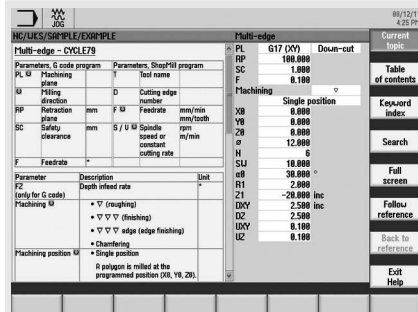 JOG
08/12/1
4:25 PM
NC/WKS/SAMPLE/EXAMPLE
Multi-edge
Multi-edge - CYCLE79
Parameters, G code program
Parameters, ShopMill program
PL Machining plane
T Tool name
Milling direction
D Cutting edge number
RP Retraction plane mm
F Feedrate mm/min mm/tooth
SC Safety clearance mm
S / U Spindle speed or constant cutting rate rpm m/min
F Feedrate *
Parameter Description Unit
FZ (only for G code) Depth infeed rate *
Machining
• ▽ (roughing)
• ▽ ▽ ▽ (finishing)
• ▽ ▽ ▽ edge (edge finishing)
• Chamfering
Machining position
• Single position
A polygon is milled at the
programmed position (X0, Y0, Z0).
PL G17 (XY) Down-cut
RP 100.000
SC 1.000
F 0.100
Machining ▽
Single position
X0 0.000
Y0 0.000
Z0 0.000
ø 12.000
N 6
SW 10.000
α0 30.000 °
R1 2.000
Z1 -20.000 inc
DXY 2.500 inc
DZ 2.500
UXY 0.100
UZ 0.100
Current topic
Table of contents
Keyword index
Search
Full screen
Follow reference
Back to reference
Exit Help